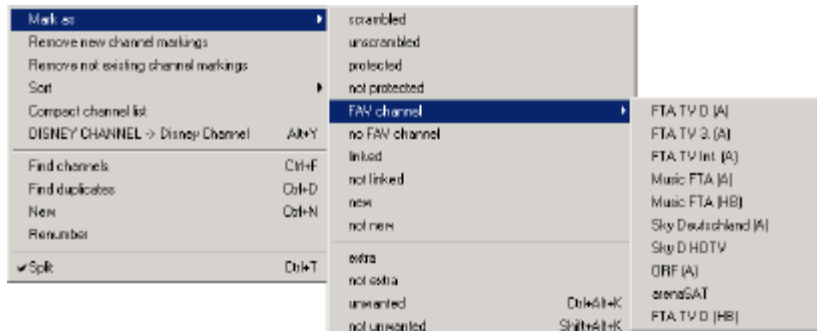 Mark as
Remove new channel markings
Remove not existing channel markings
Sort
Compact channel list
DISNEY CHANNEL -> Disney Channel Alt+Y
Find channels Ctrl+F
Find duplicates Ctrl+D
New Ctrl+N
Renumber
Split Ctrl+T
scrambled
unscrambled
protected
not protected
FAV channel
no FAV channel
linked
not linked
new
not new
extra
not extra
unwanted Ctrl+Alt+K
not unwanted Shift+Alt+K
FTA TV D (A)
FTA TV 3. (A)
FTA TV Int. (A)
Music FTA (A)
Music FTA (HB)
Sky Deutschland (A)
Sky D HDTV
ORF (A)
arenaSAT
FTA TV D (HB)